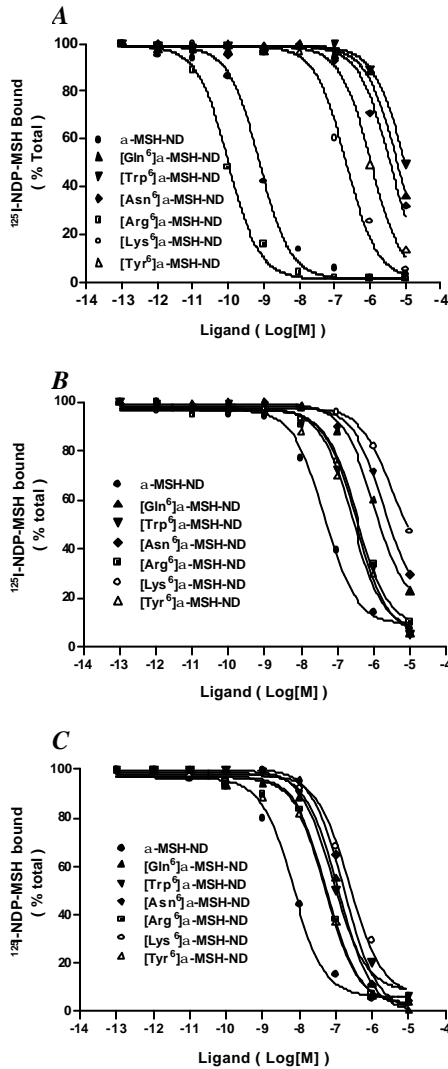 A
125I-NDP-MSH Bound
( % Total)
100
80
60
40
20
0
a-MSH-ND
[Gln6]a-MSH-ND
[Trp6]a-MSH-ND
[Asn6]a-MSH-ND
[Arg6]a-MSH-ND
[Lys6]a-MSH-ND
[Tyr6]a-MSH-ND
-14 -13 -12 -11 -10 -9 -8 -7 -6 -5 -4
Ligand ( Log[M] )
B
125I-NDP-MSH bound
( % total )
100
80
60
40
20
0
a-MSH-ND
[Gln6]a-MSH-ND
[Trp6]a-MSH-ND
[Asn6]a-MSH-ND
[Arg6]a-MSH-ND
[Lys6]a-MSH-ND
[Tyr6]a-MSH-ND
-14 -13 -12 -11 -10 -9 -8 -7 -6 -5 -4
Ligand ( Log[M] )
C
-NDP-MSH bound
( % total )
100
80
60
40
20
0
a-MSH-ND
[Gln6]a-MSH-ND
[Trp6]a-MSH-ND
[Asn6]a-MSH-ND
[Arg6]a-MSH-ND
[Lys6]a-MSH-ND
[Tyr6]a-MSH-ND
-14 -13 -12 -11 -10 -9 -8 -7 -6 -5 -4
Ligand ( Log[M] )